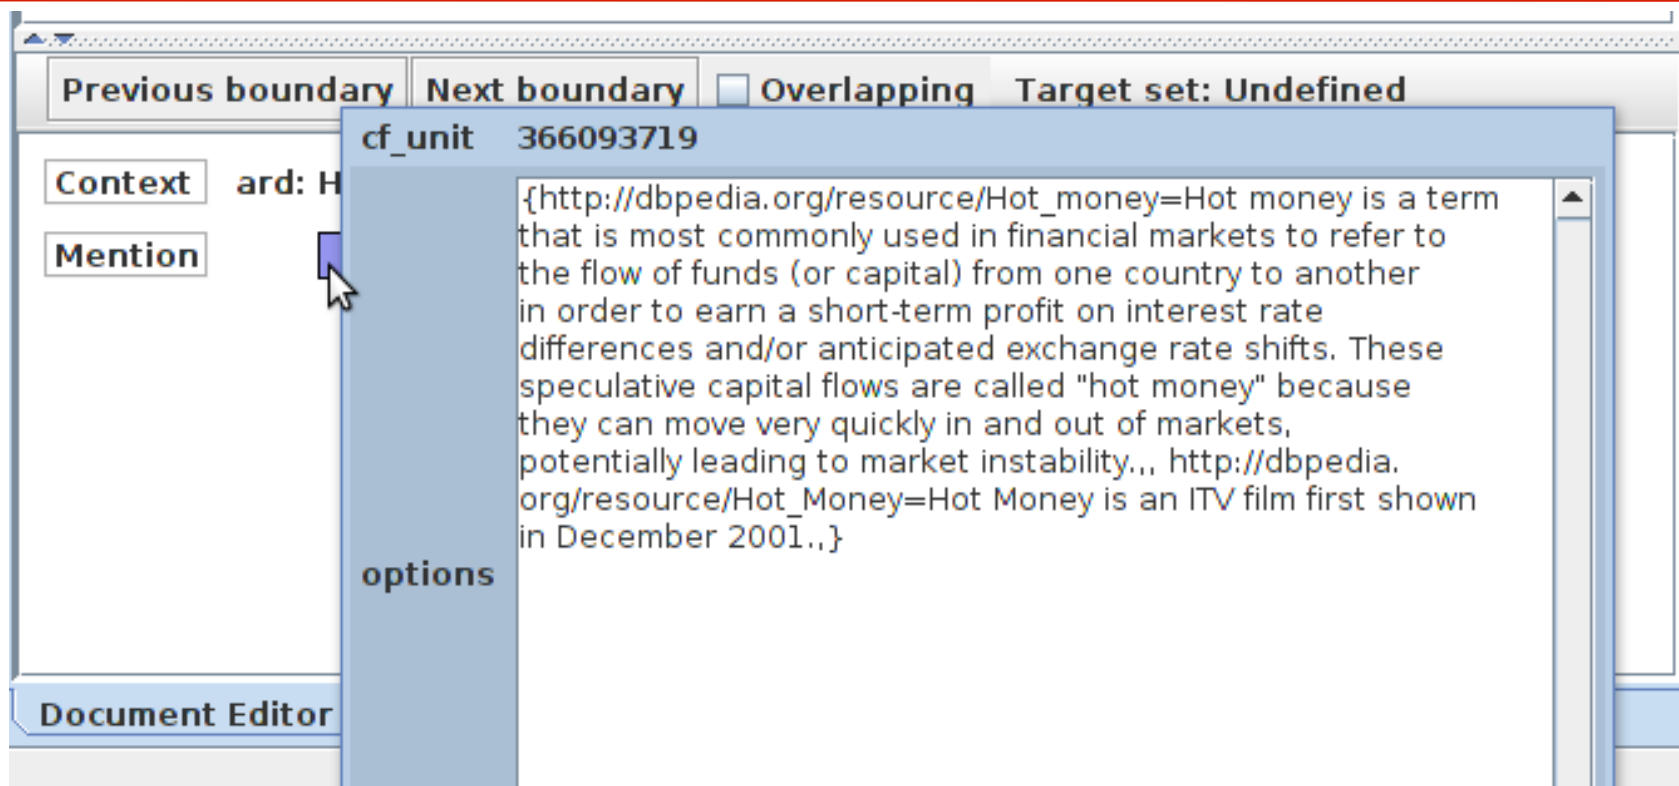 Previous boundary Next boundary Overlapping Target set: Undefined
cf_unit 366093719
Context ard: H
Mention
options
{http://dbpedia.org/resource/Hot_money=Hot money is a term
that is most commonly used in financial markets to refer to
the flow of funds (or capital) from one country to another
in order to earn a short-term profit on interest rate
differences and/or anticipated exchange rate shifts. These
speculative capital flows are called "hot money" because
they can move very quickly in and out of markets,
potentially leading to market instability.,, http://dbpedia.
org/resource/Hot_Money=Hot Money is an ITV film first shown
in December 2001.,}
Document Editor